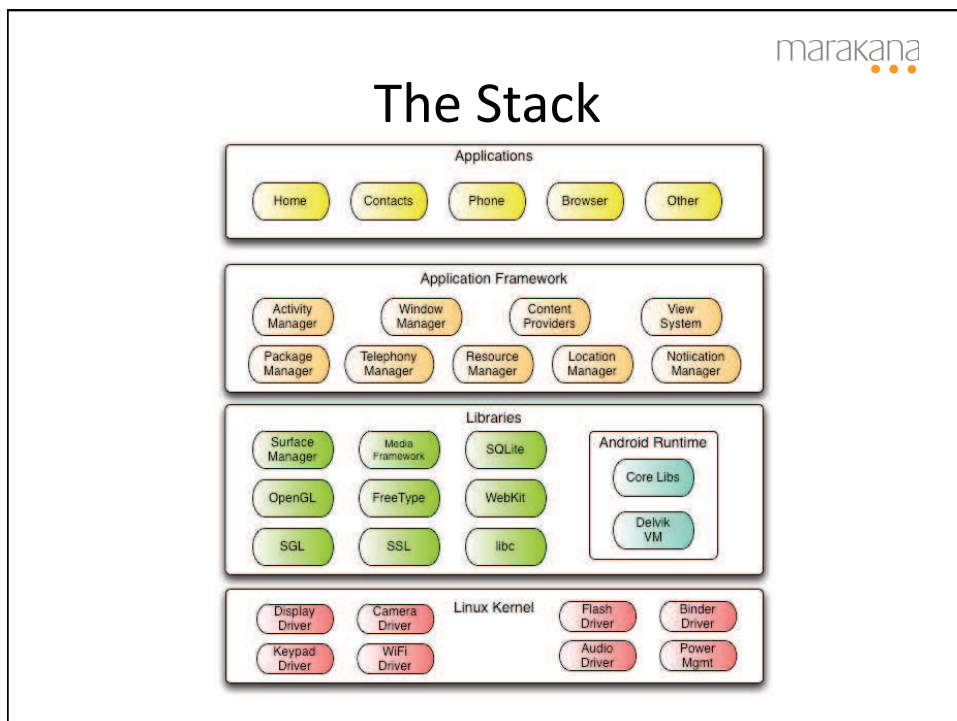 marakana
The Stack
Applications
Home
Contacts
Phone
Browser
Other
Application Framework
Activity
Manager
Window
Manager
Content
Providers
View
System
Package
Manager
Telephony
Manager
Resource
Manager
Location
Manager
Notiication
Manager
Libraries
Surface
Manager
Media
Framework
SQLite
Android Runtime
Core Libs
OpenGL
FreeType
WebKit
Delvik
VM
SGL
SSL
libc
Linux Kernel
Display
Driver
Camera
Driver
Flash
Driver
Binder
Driver
Keypad
Driver
WiFi
Driver
Audio
Driver
Power
Mgmt